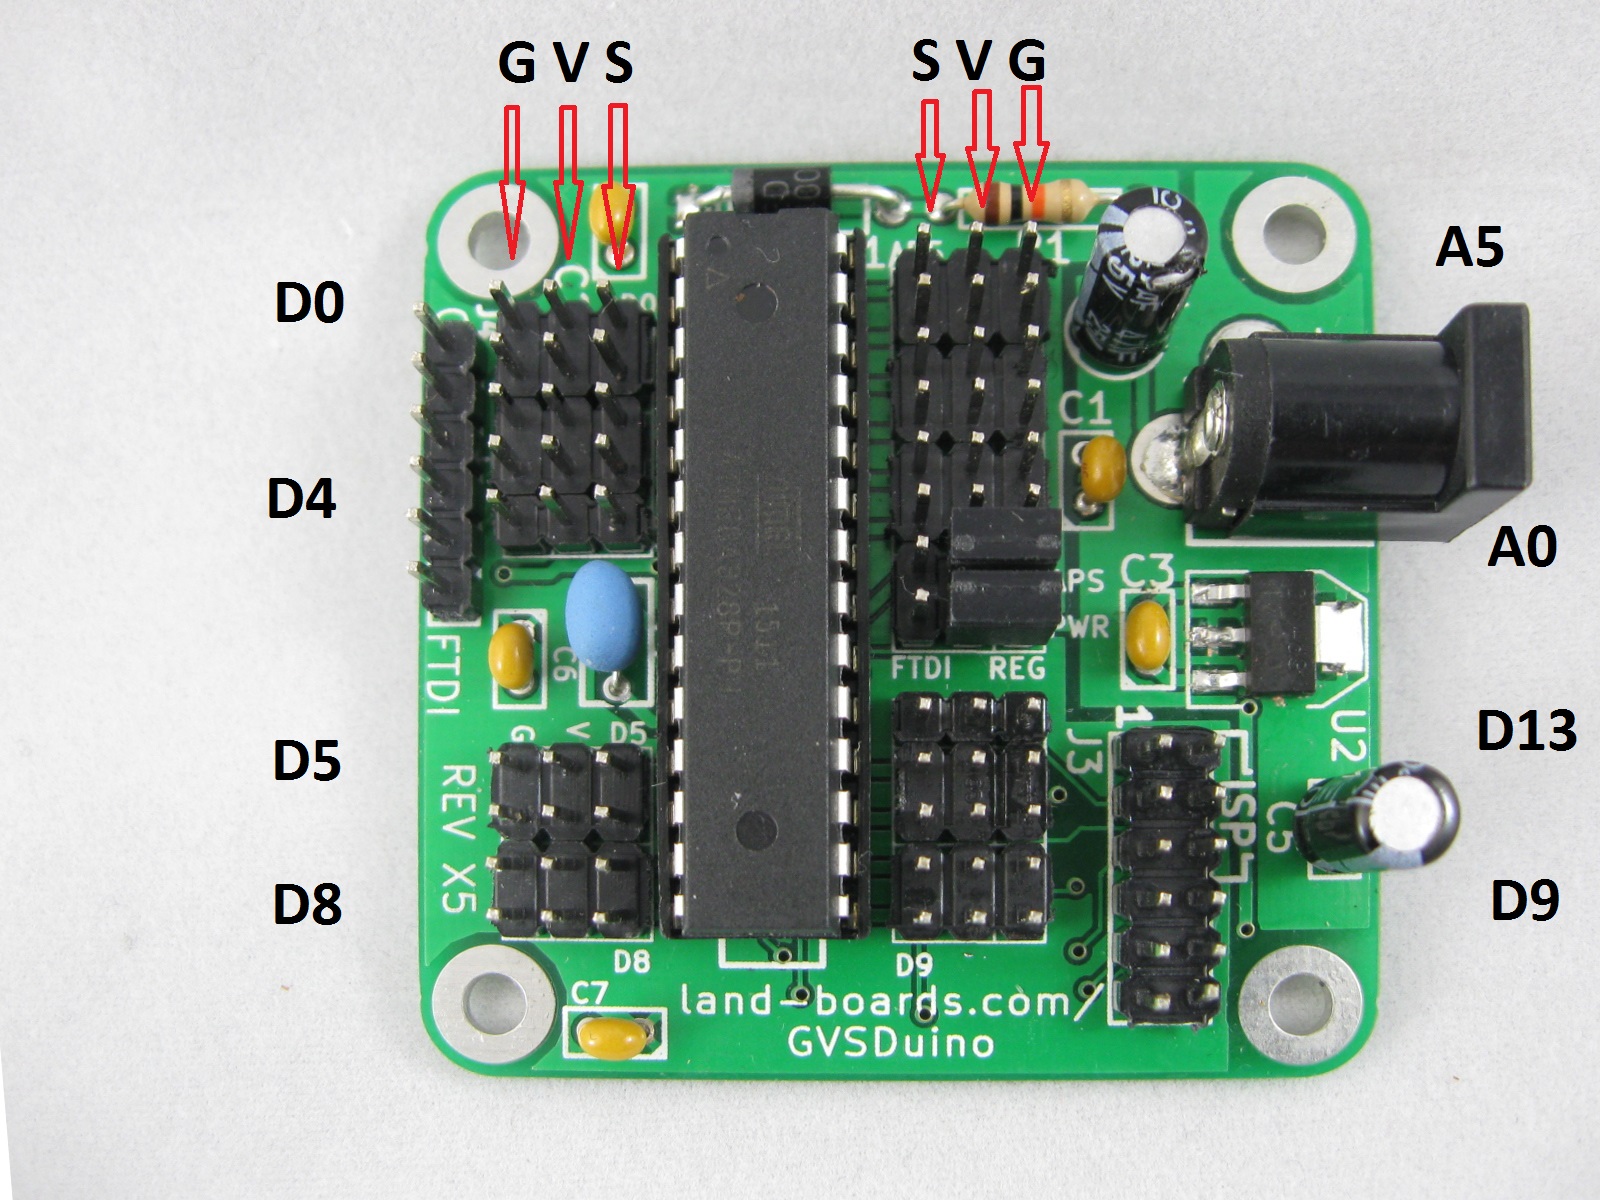 G V S
S V G
D0
A5
D4
A0
C1
C3
PWR
FTDI REG
FTDI
C6
G V D5
D5
D13
REV X5
J3
1
U2
ISP
C5
D8
D9
D8
D9
C7
land-boards.com/
GVSDuino